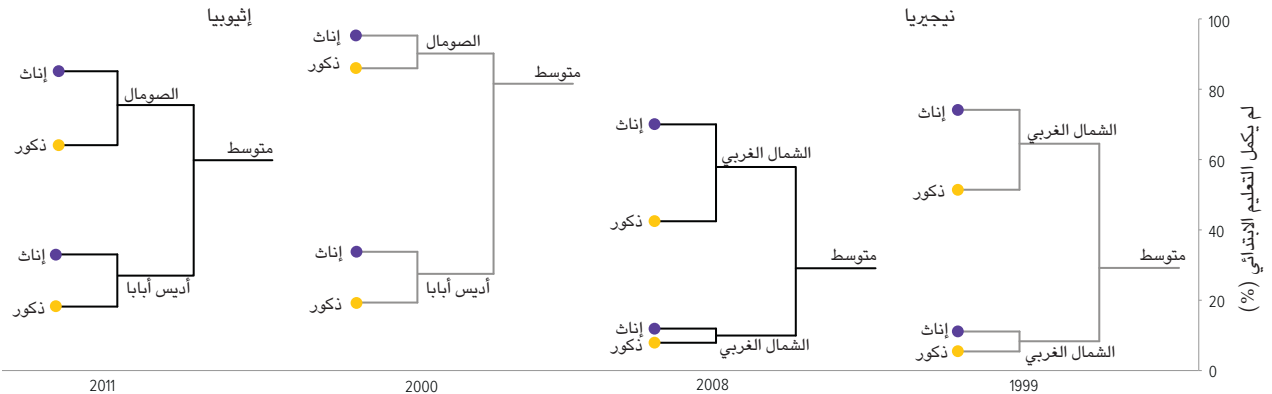 نيجيريا
إثيوبيا
لم يكمل التعليم الابتدائي (%)
100
80
60
40
20
0
إناث
الشمال الغربي
ذكور
متوسط
إناث
ذكور
الشمال الغربي
1999
إناث
الشمال الغربي
ذكور
متوسط
إناث
ذكور
الشمال الغربي
2008
إناث
الصومال
ذكور
متوسط
إناث
أديس أبابا
ذكور
2000
إناث
الصومال
ذكور
متوسط
إناث
أديس أبابا
ذكور
2011